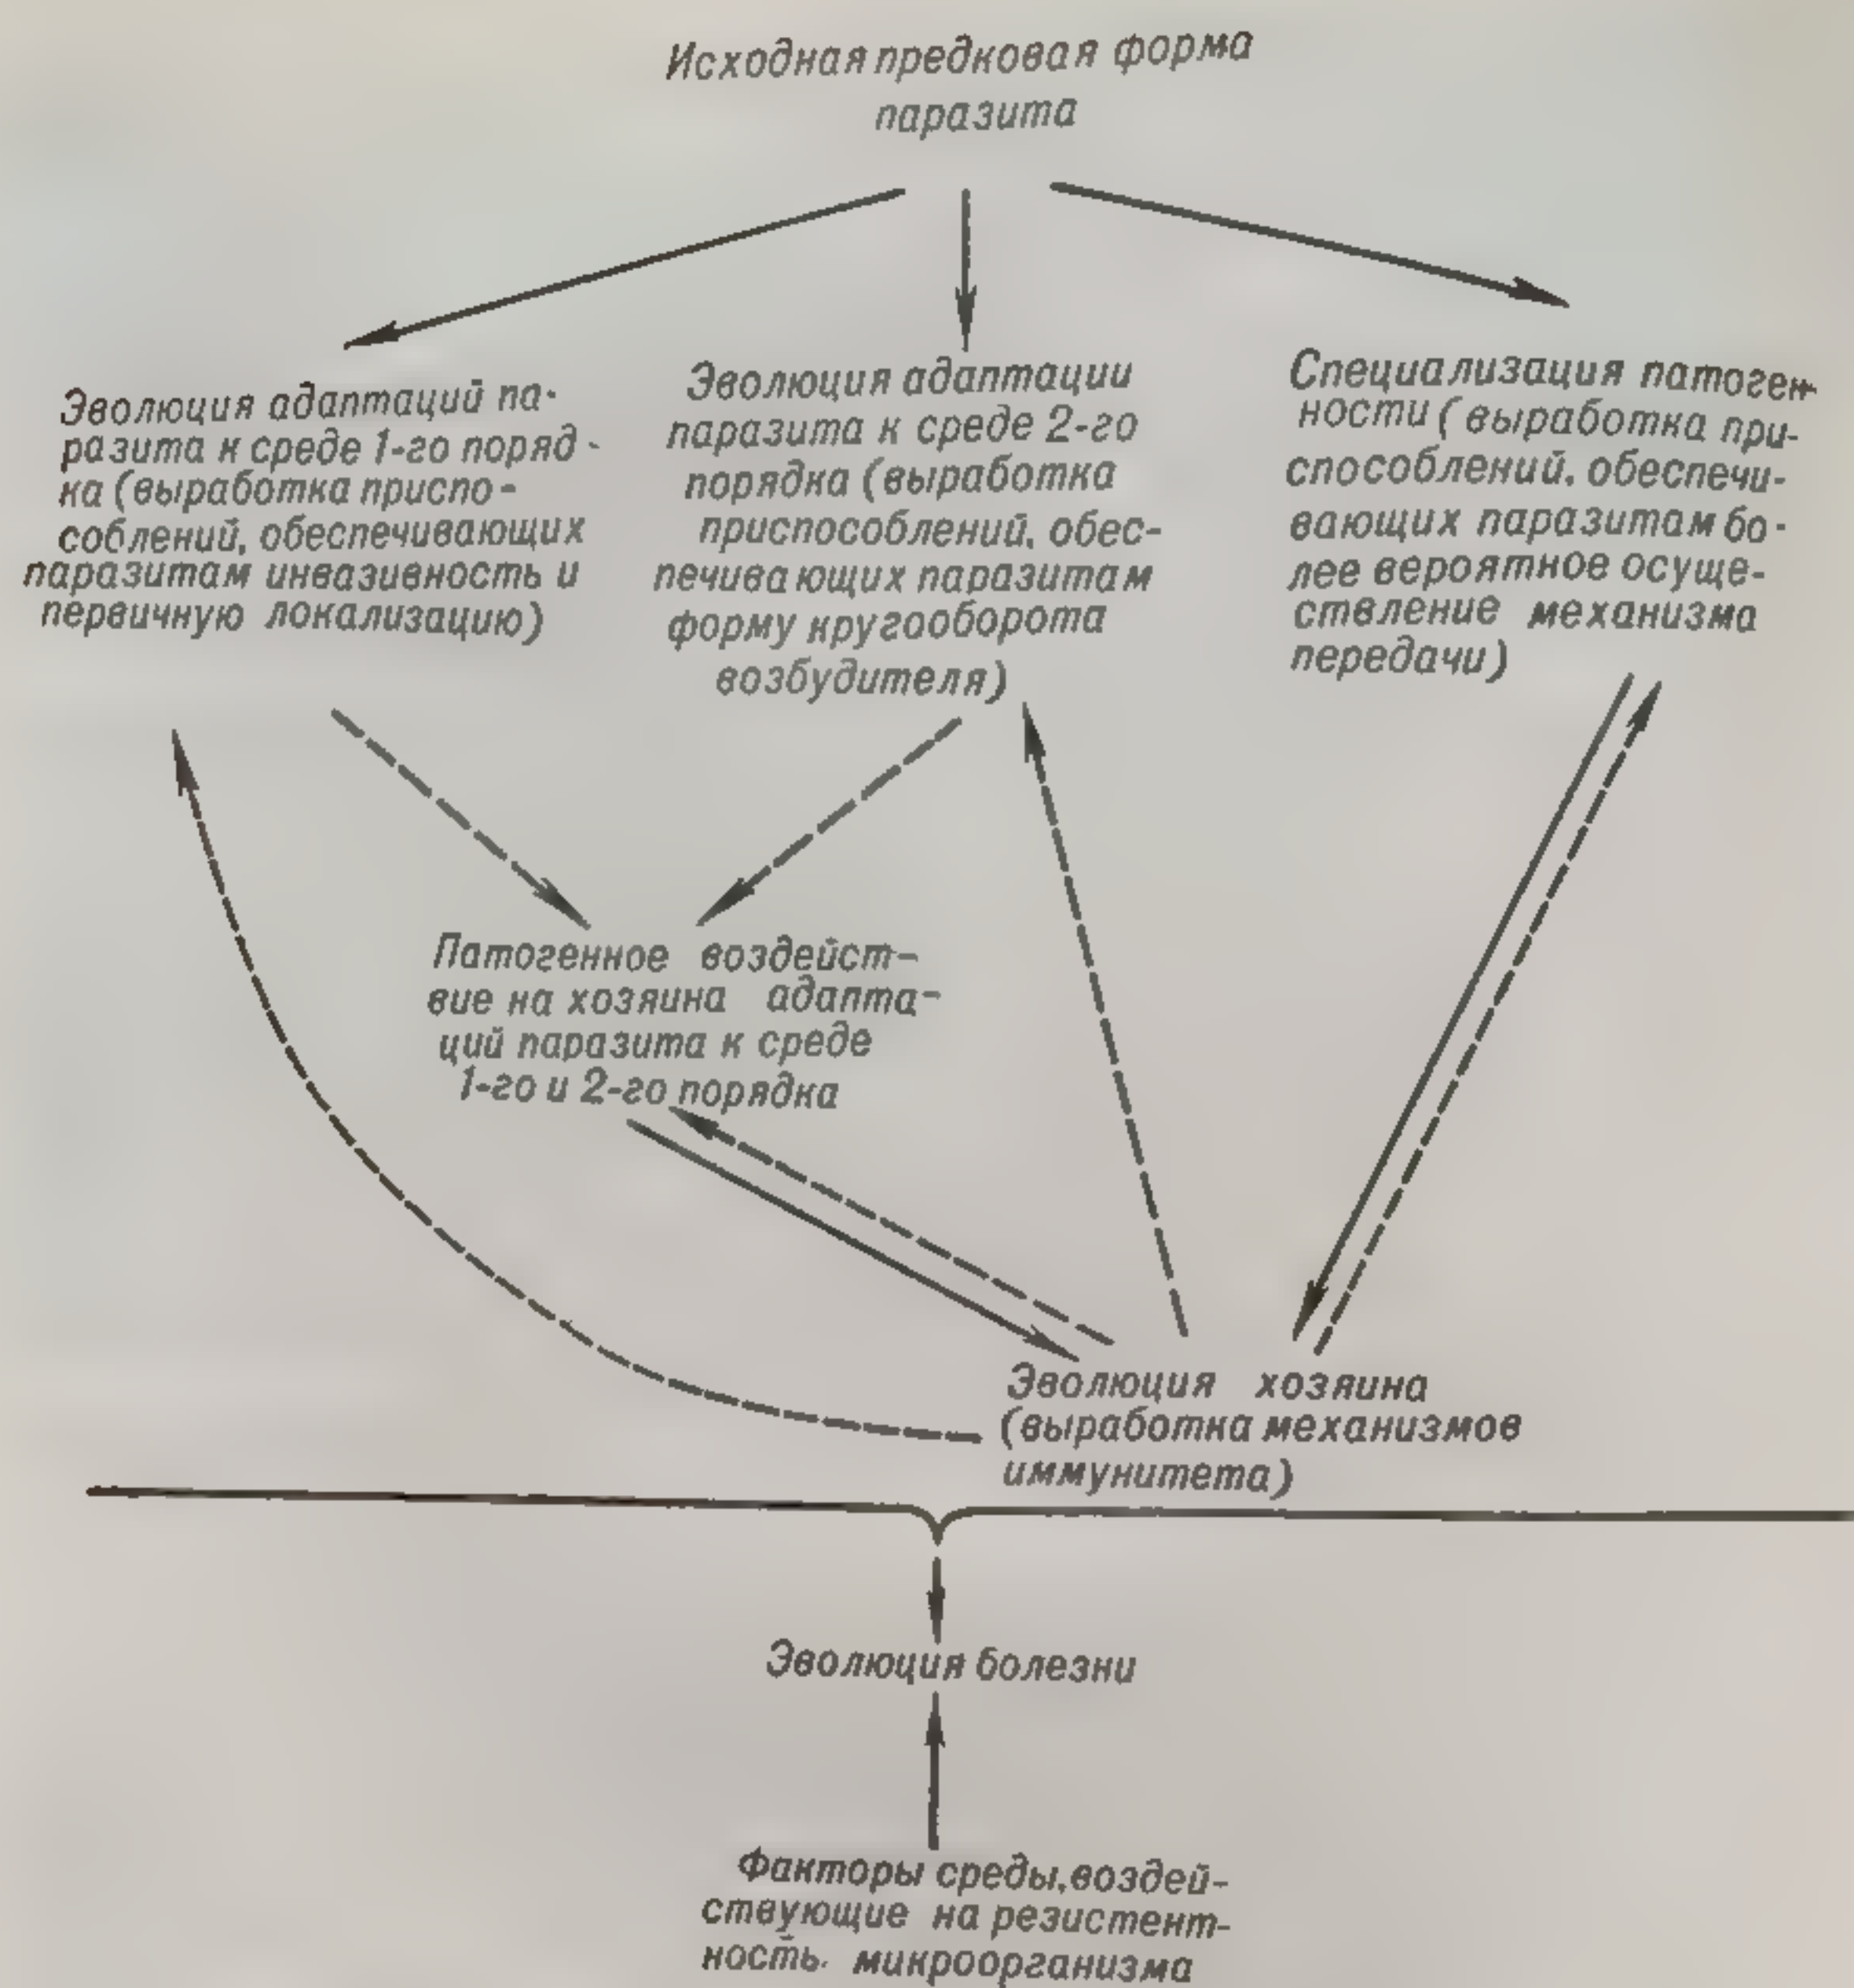 Исходная предковая форма
паразита
Эволюция адаптаций па-
разита к среде 1-го поряд-
ка (выработка приспо-
соблений, обеспечивающих
паразитам инвазивность и
первичную локализацию)
Эволюция адаптации
паразита к среде 2-го
порядка (выработка
приспособлений, обес-
печивающих паразитам
форму кругооборота
возбудителя)
Специализация патоген-
ности (выработка при-
способлений, обеспечи-
вающих паразитам бо-
лее вероятное осуще-
ствление механизма
передачи)
Патогенное воздейст-
вие на хозяина адапта-
ций паразита к среде
1-го и 2-го порядка
Эволюция хозяина
(выработка механизмов
иммунитета)
Эволюция болезни
Факторы среды, воздей-
ствующие на резистент-
ность микроорганизма